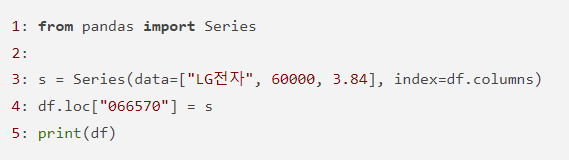 1: from pandas import Series
2:
3: s = Series(data=["LG전자", 60000, 3.84], index=df.columns)
4: df.loc["066570"] = s
5: print(df)